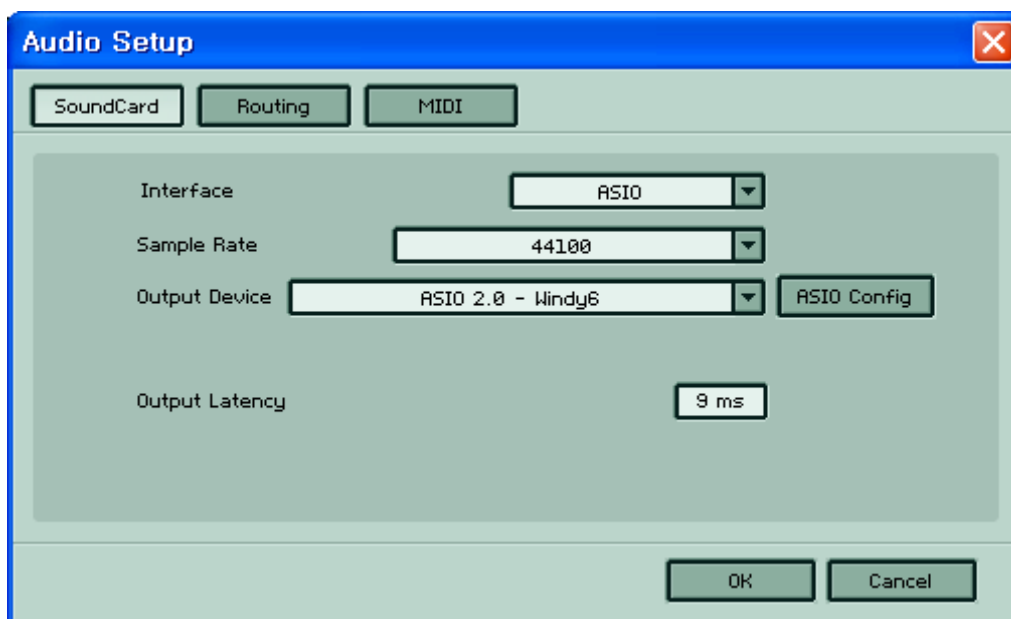 Audio Setup
SoundCard Routing MIDI
Interface ASIO
Sample Rate 44100
Output Device ASIO 2.0 - Windy6 ASIO Config
Output Latency 9 ms
OK Cancel